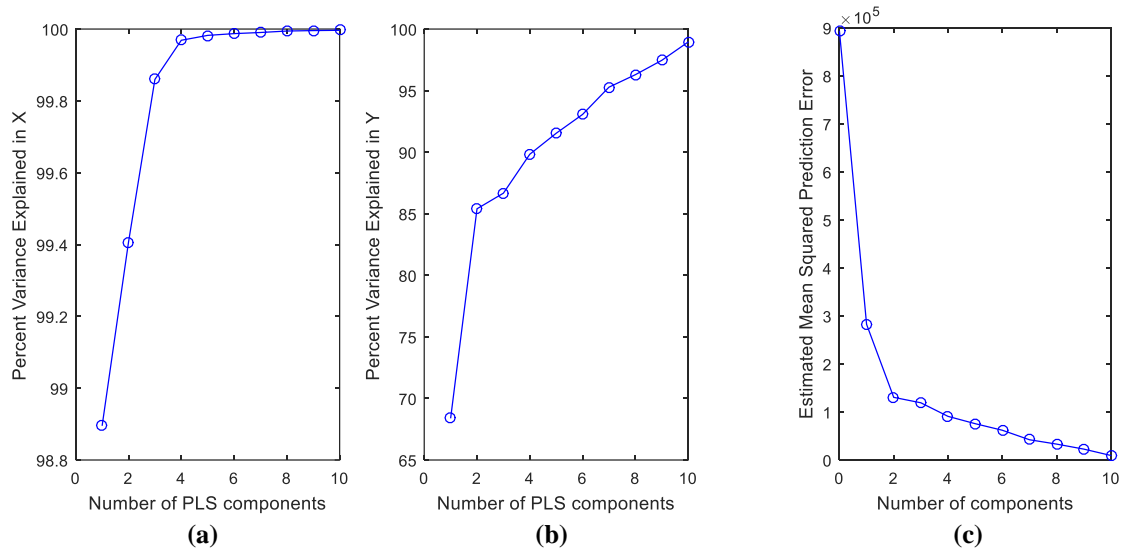 Percent Variance Explained in X
100
99.8
99.6
99.4
99.2
99
98.8
0 2 4 6 8 10
Number of PLS components
(a)
Percent Variance Explained in Y
100
95
90
85
80
75
70
65
0 2 4 6 8 10
Number of PLS components
(b)
Estimated Mean Squared Prediction Error
×10⁵
9
8
7
6
5
4
3
2
1
0
0 2 4 6 8 10
Number of components
(c)